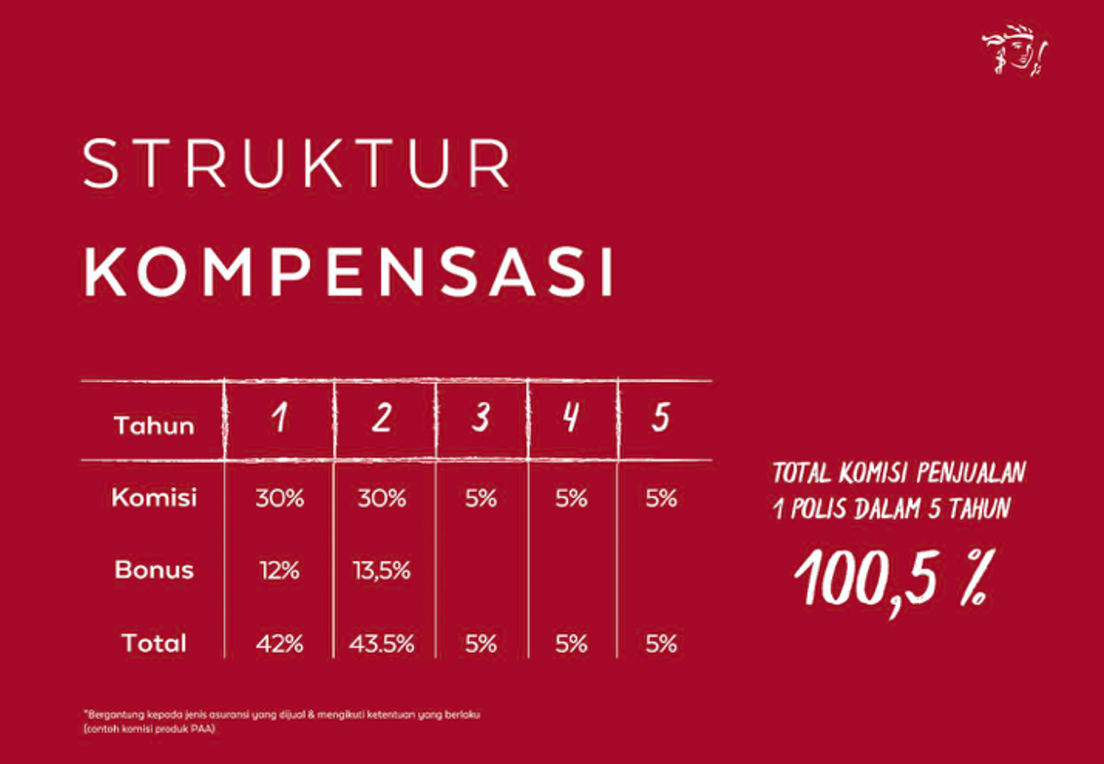 STRUKTUR
KOMPENSASI
Tahun 1 2 3 4 5
Komisi 30% 30% 5% 5% 5%
Bonus 12% 13,5%
Total 42% 43.5% 5% 5% 5%
TOTAL KOMISI PENJUALAN
1 POLIS DALAM 5 TAHUN
100,5 %
*Bergantung kepada jenis asuransi yang dijual & mengikuti ketentuan yang berlaku
(contoh komisi produk PAA)